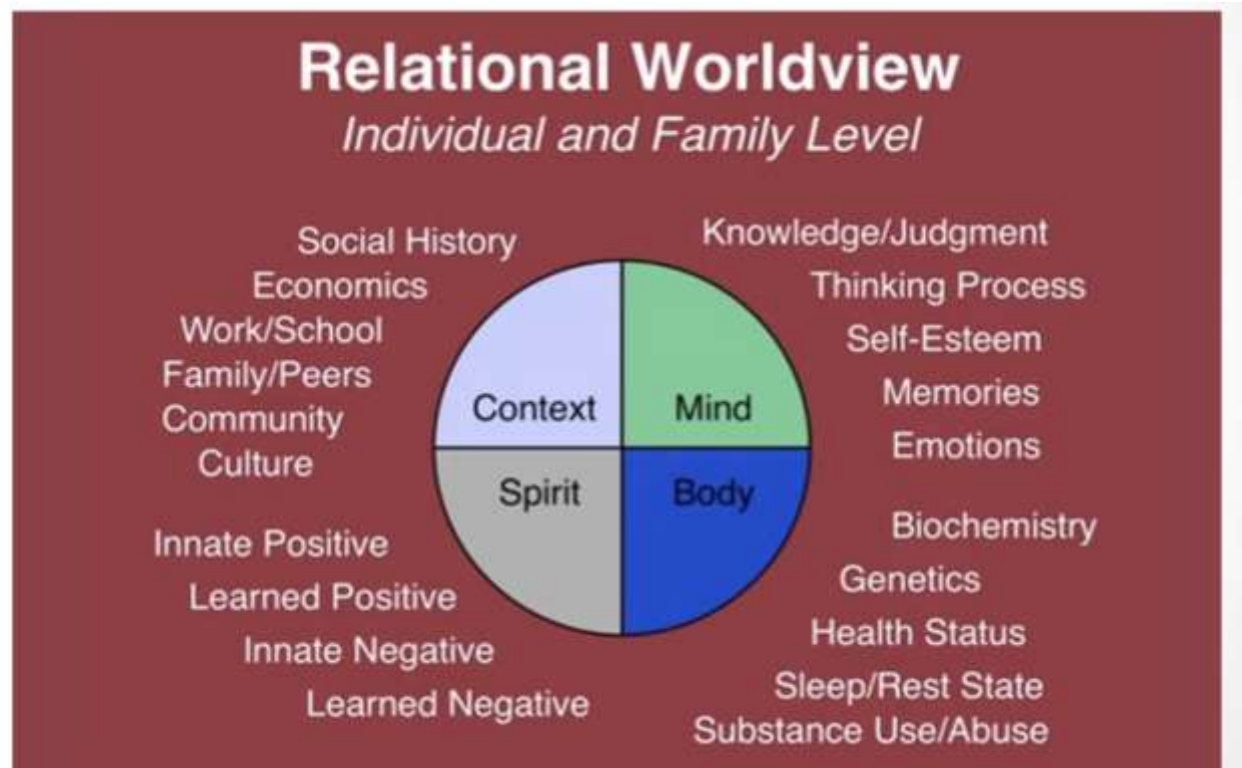 Relational Worldview
Individual and Family Level
Social History
Economics
Work/School
Family/Peers
Community
Culture
Knowledge/Judgment
Thinking Process
Self-Esteem
Memories
Emotions
Context
Mind
Spirit
Body
Innate Positive
Learned Positive
Innate Negative
Learned Negative
Biochemistry
Genetics
Health Status
Sleep/Rest State
Substance Use/Abuse